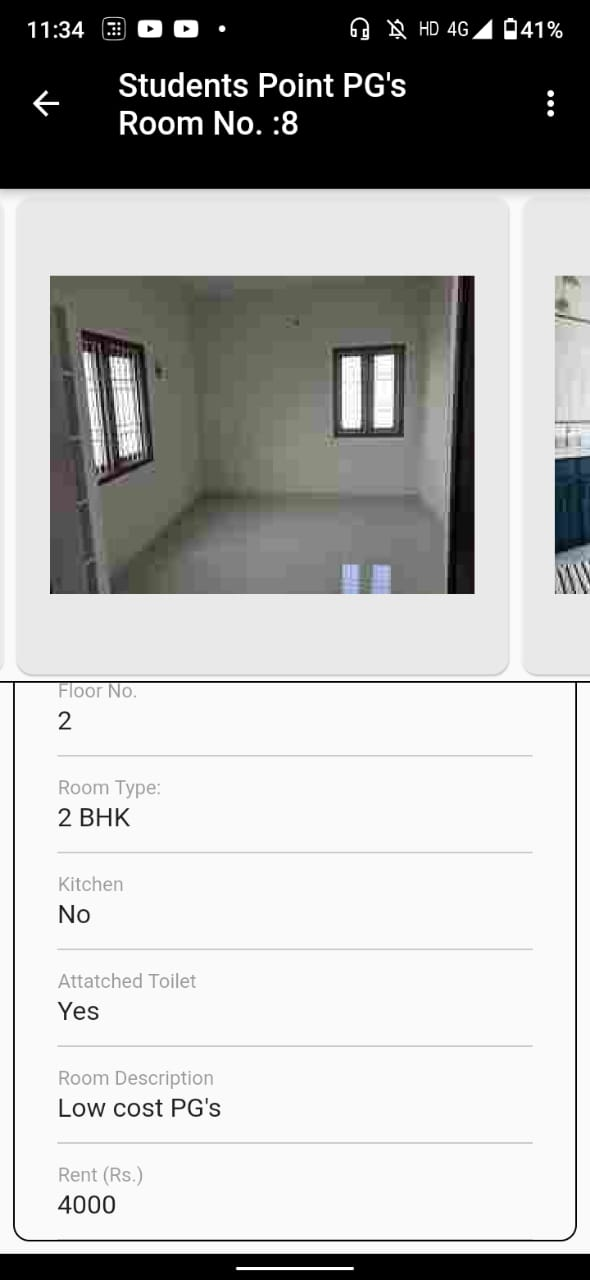 11:34
HD 4G 41%
Students Point PG's
Room No. :8
Floor No.
2
Room Type:
2 BHK
Kitchen
No
Attatched Toilet
Yes
Room Description
Low cost PG's
Rent (Rs.)
4000